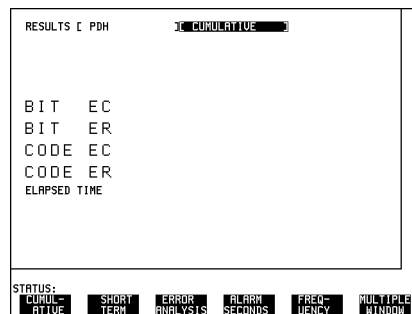 RESULTS [ PDH ][ CUMULATIVE ]
BIT EC
BIT ER
CODE EC
CODE ER
ELAPSED TIME
STATUS:
CUMUL- SHORT ERROR ALARM FREQ- MULTIPLE
ATIVE TERM ANALYSIS SECONDS UENCY WINDOW